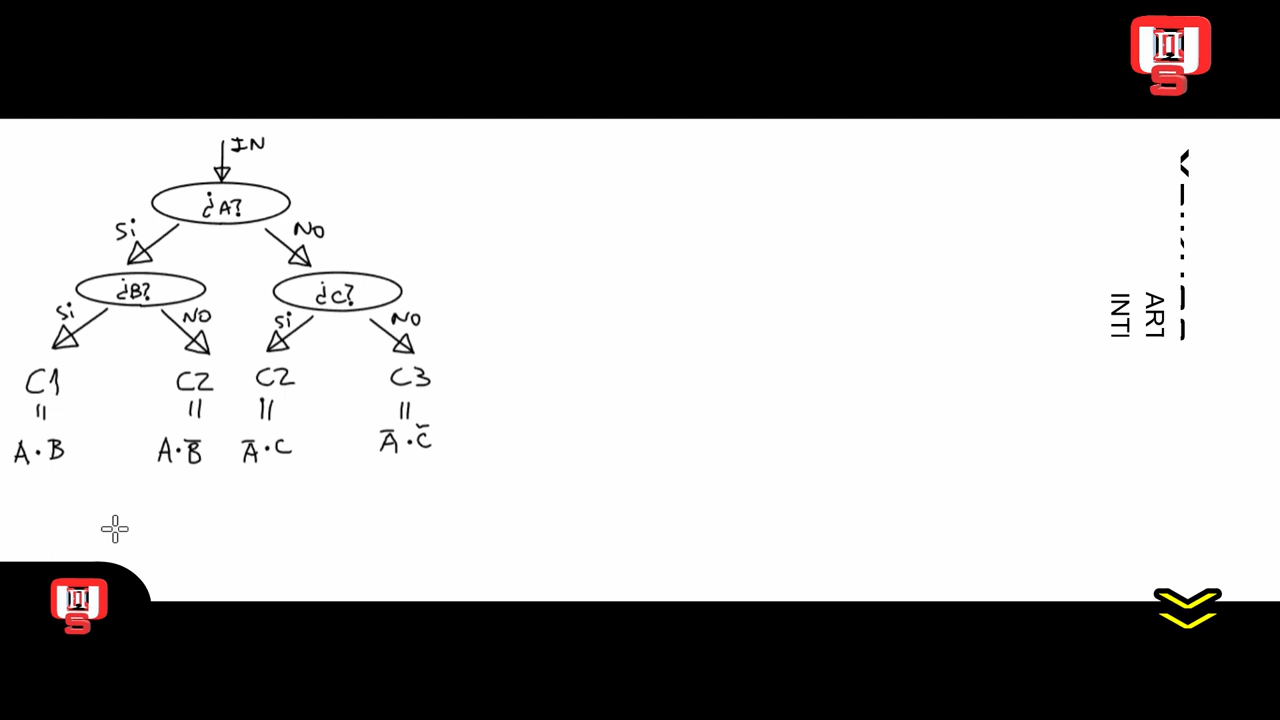 IN
¿A?
Si NO
¿B? ¿C?
Si NO Si NO
C1 C2 C2 C3
= = = =
A·B A·B̅ A̅·C A̅·C̅
ART
INTI